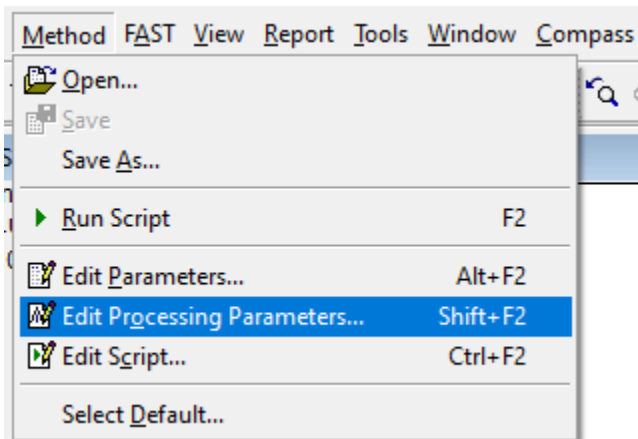 Method FAST View Report Tools Window Compass
Open...
Save
Save As...
Run Script F2
Edit Parameters... Alt+F2
Edit Processing Parameters... Shift+F2
Edit Script... Ctrl+F2
Select Default...